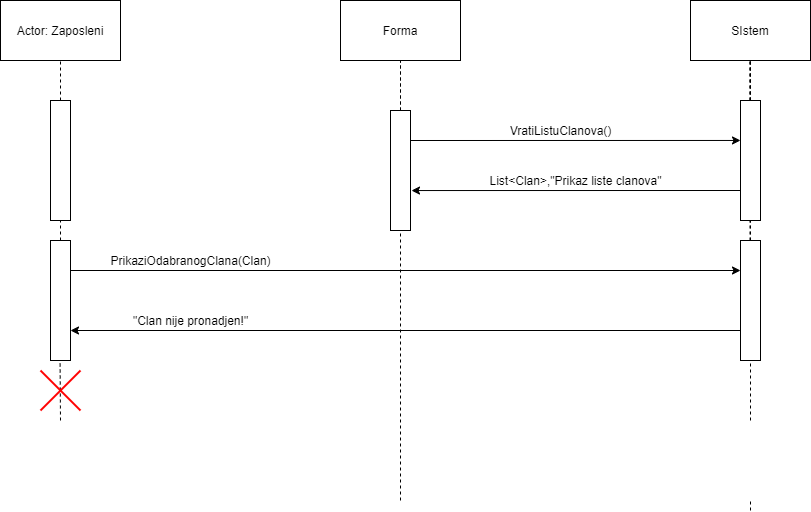 Actor: Zaposleni
Forma
SIstem
VratiListuClanova()
List<Clan>,"Prikaz liste clanova"
PrikaziOdabranogClana(Clan)
"Clan nije pronadjen!"